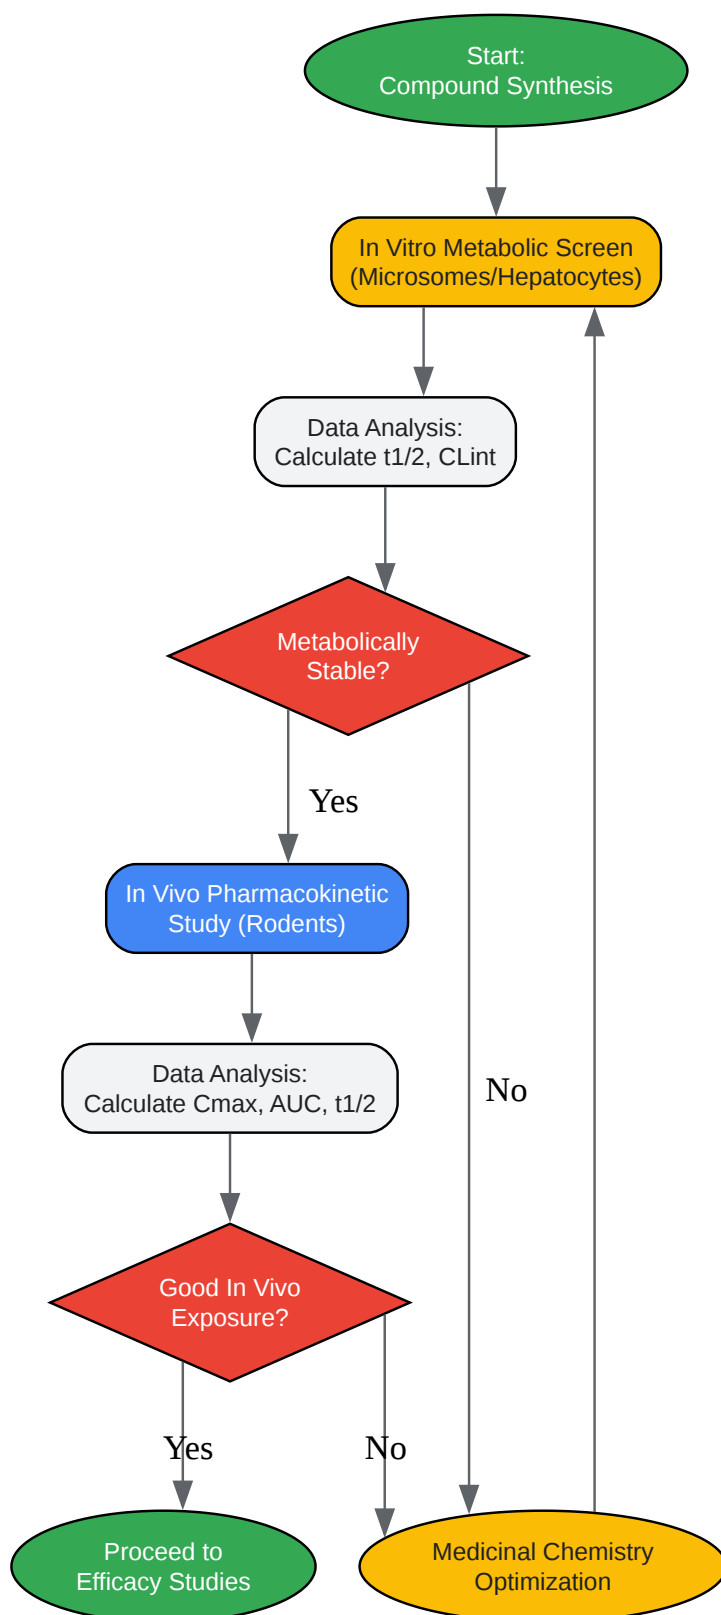 Start:
Compound Synthesis
In Vitro Metabolic Screen
(Microsomes/Hepatocytes)
Data Analysis:
Calculate t1/2, CLint
Metabolically
Stable?
Yes
In Vivo Pharmacokinetic
Study (Rodents)
Data Analysis:
Calculate Cmax, AUC, t1/2
No
Good In Vivo
Exposure?
Yes
No
Proceed to
Efficacy Studies
Medicinal Chemistry
Optimization